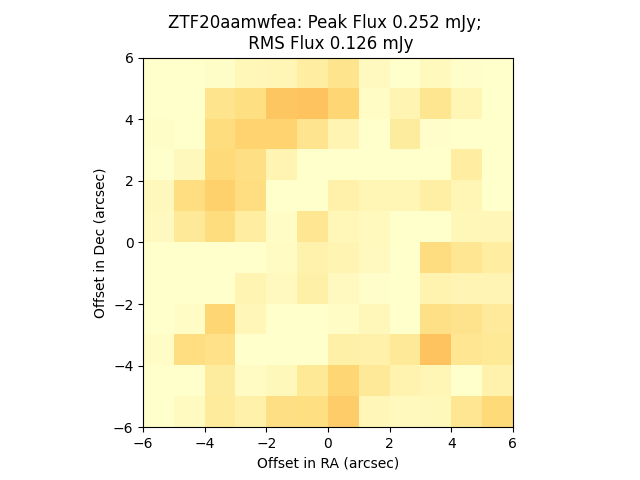 ZTF20aamwfea: Peak Flux 0.252 mJy;
RMS Flux 0.126 mJy
6
4
2
0
−2
−4
−6
Offset in Dec (arcsec)
−6 −4 −2 0 2 4 6
Offset in RA (arcsec)